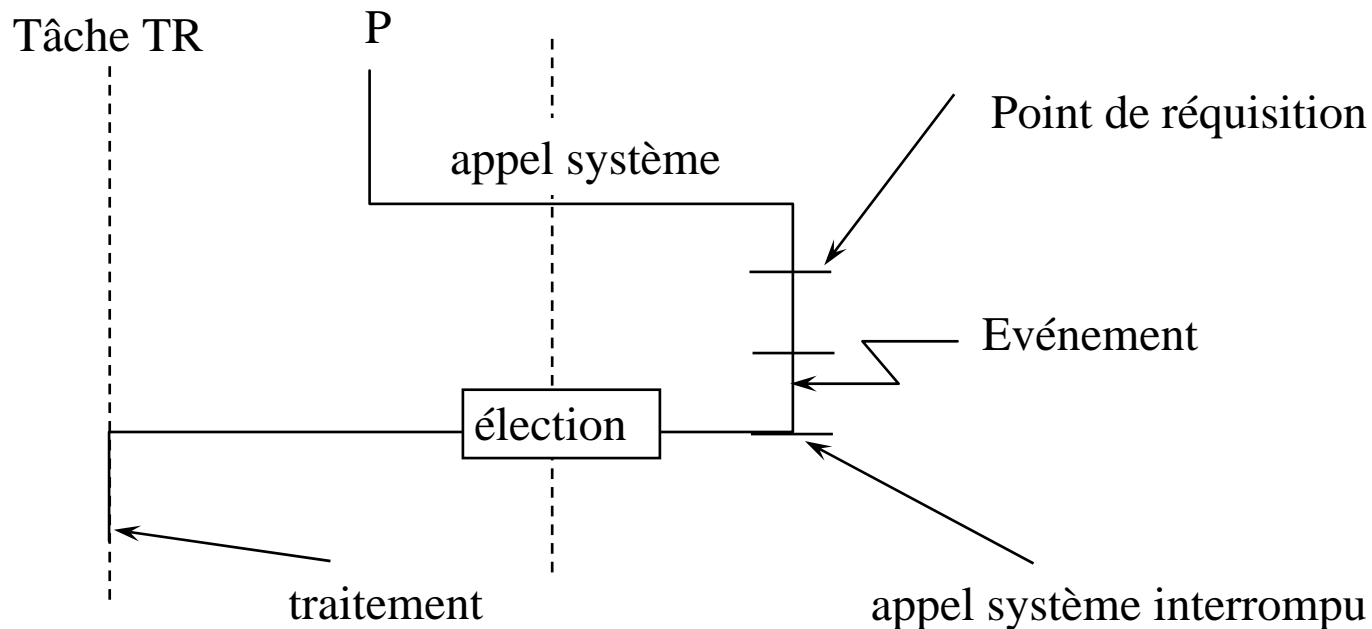 Tâche TR
P
Point de réquisition
appel système
Evénement
élection
traitement
appel système interrompu